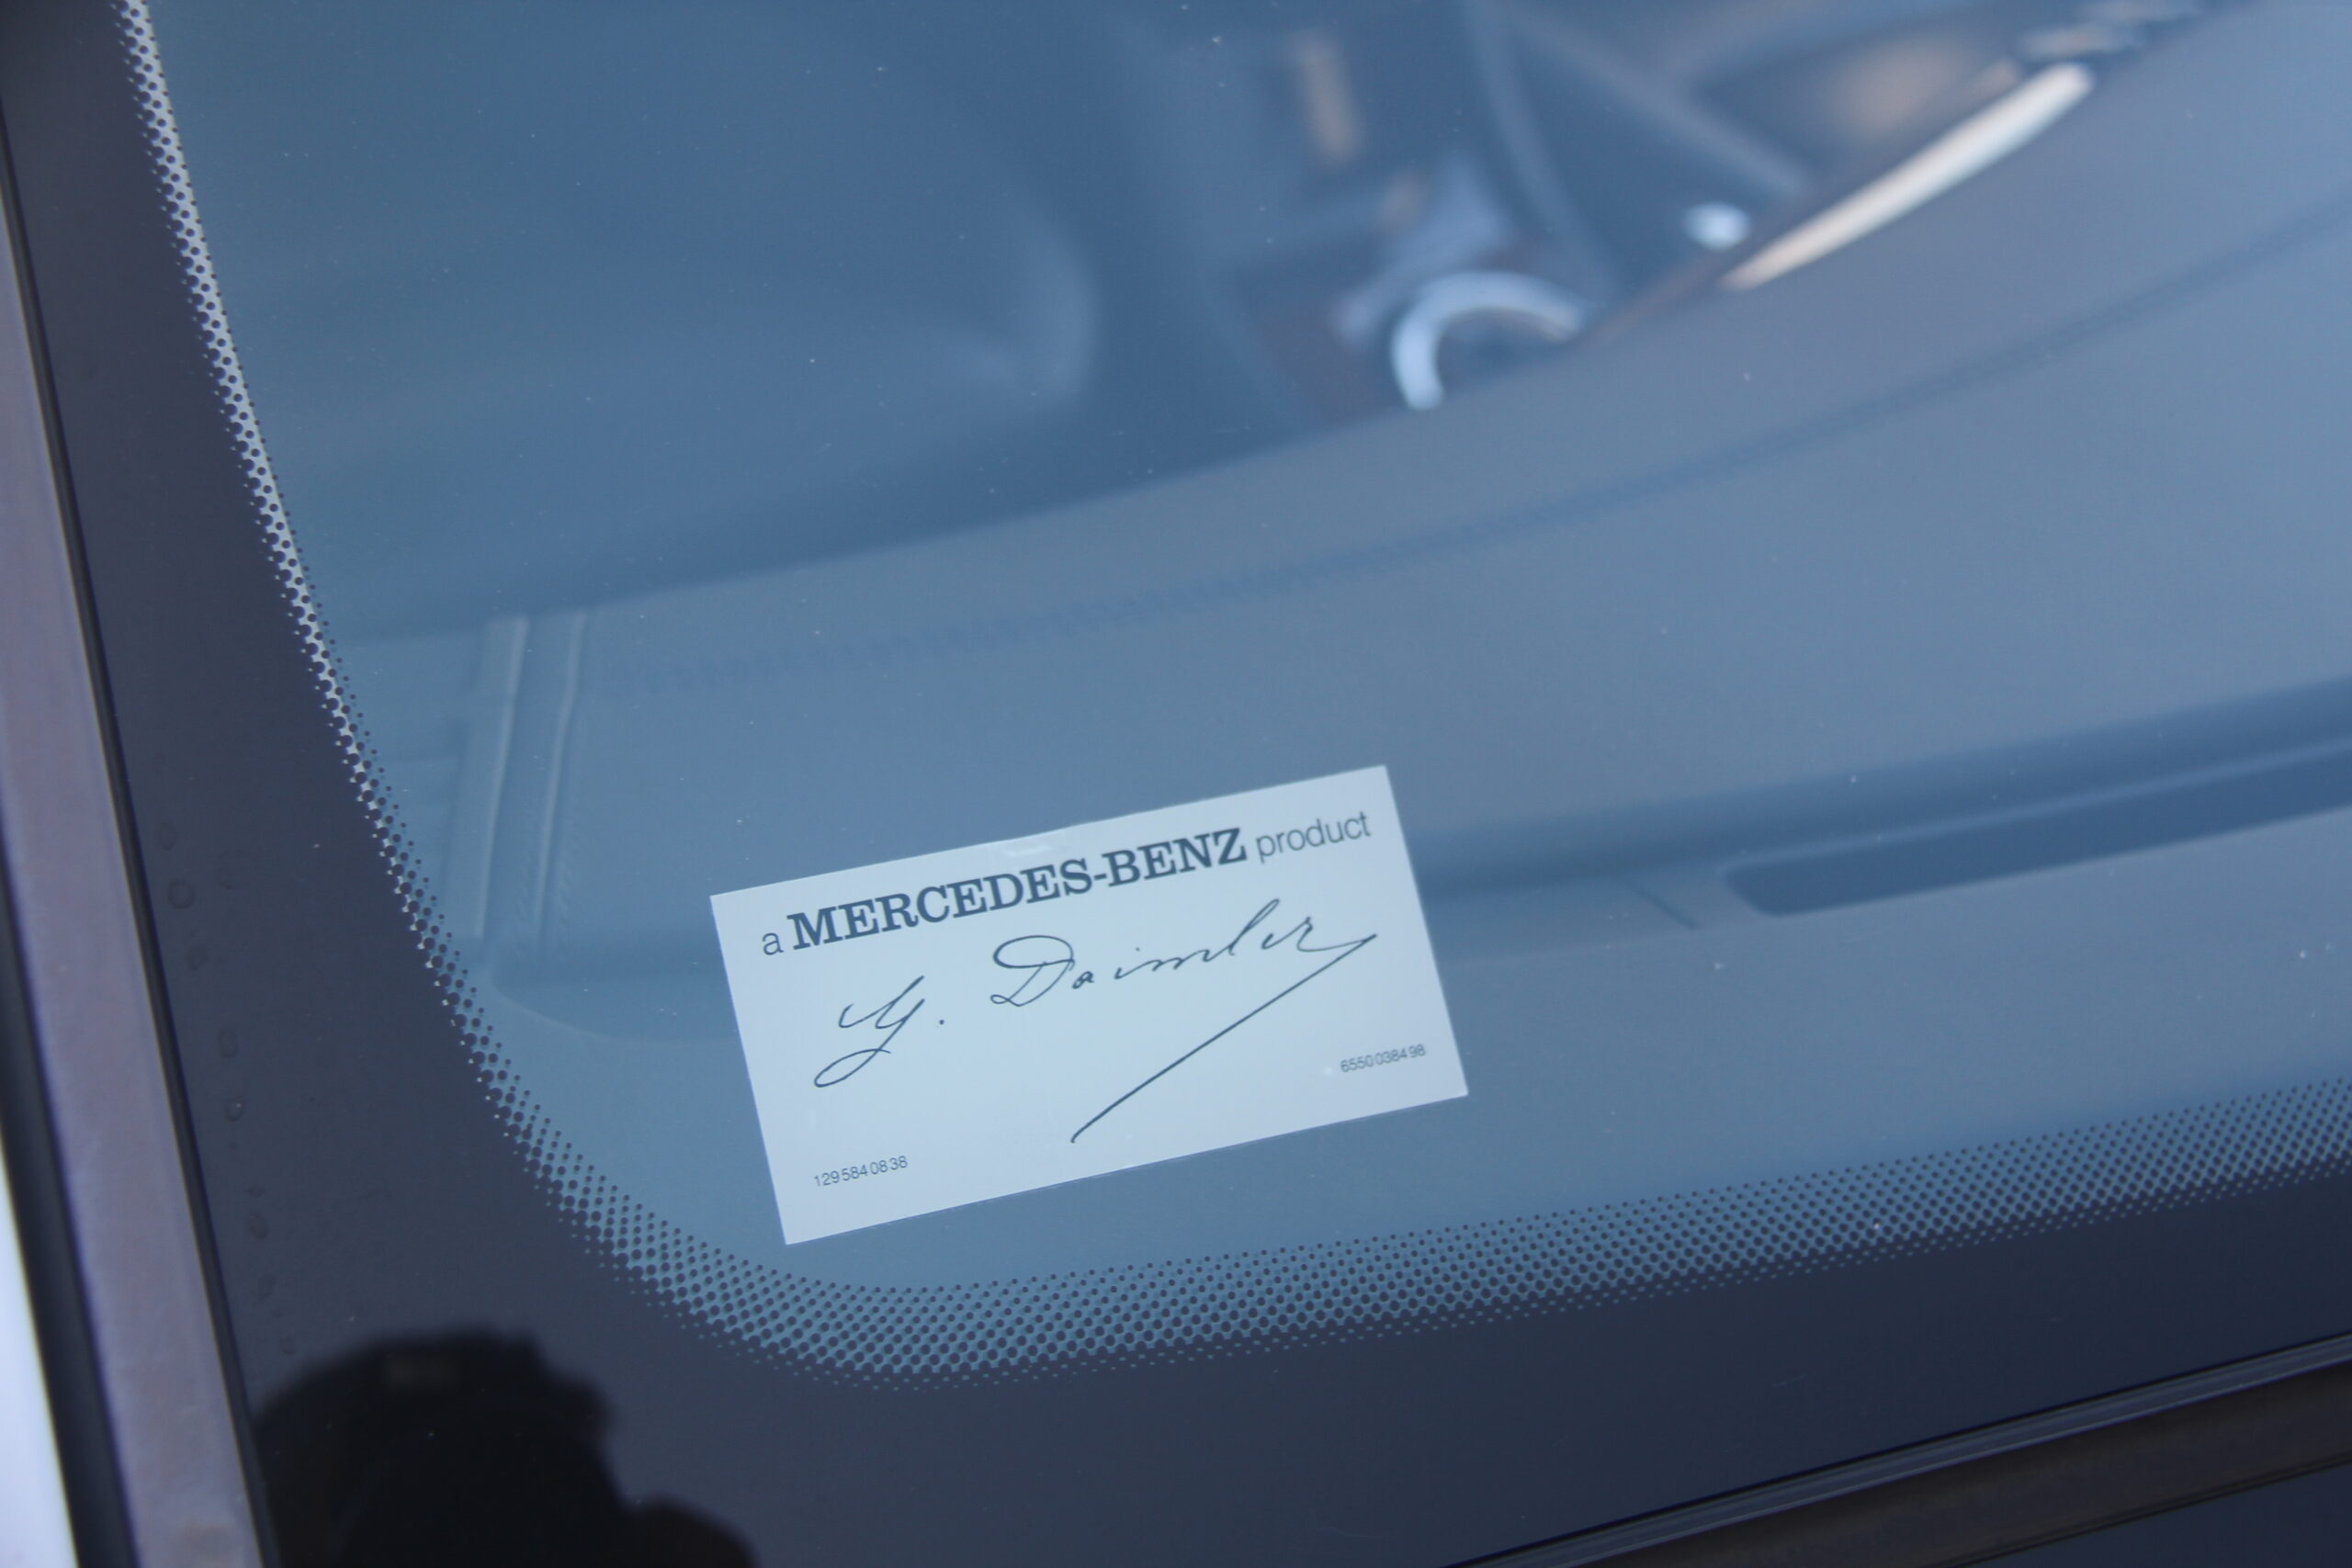 a MERCEDES-BENZ product
G. Daimler
6550038498
1295840838